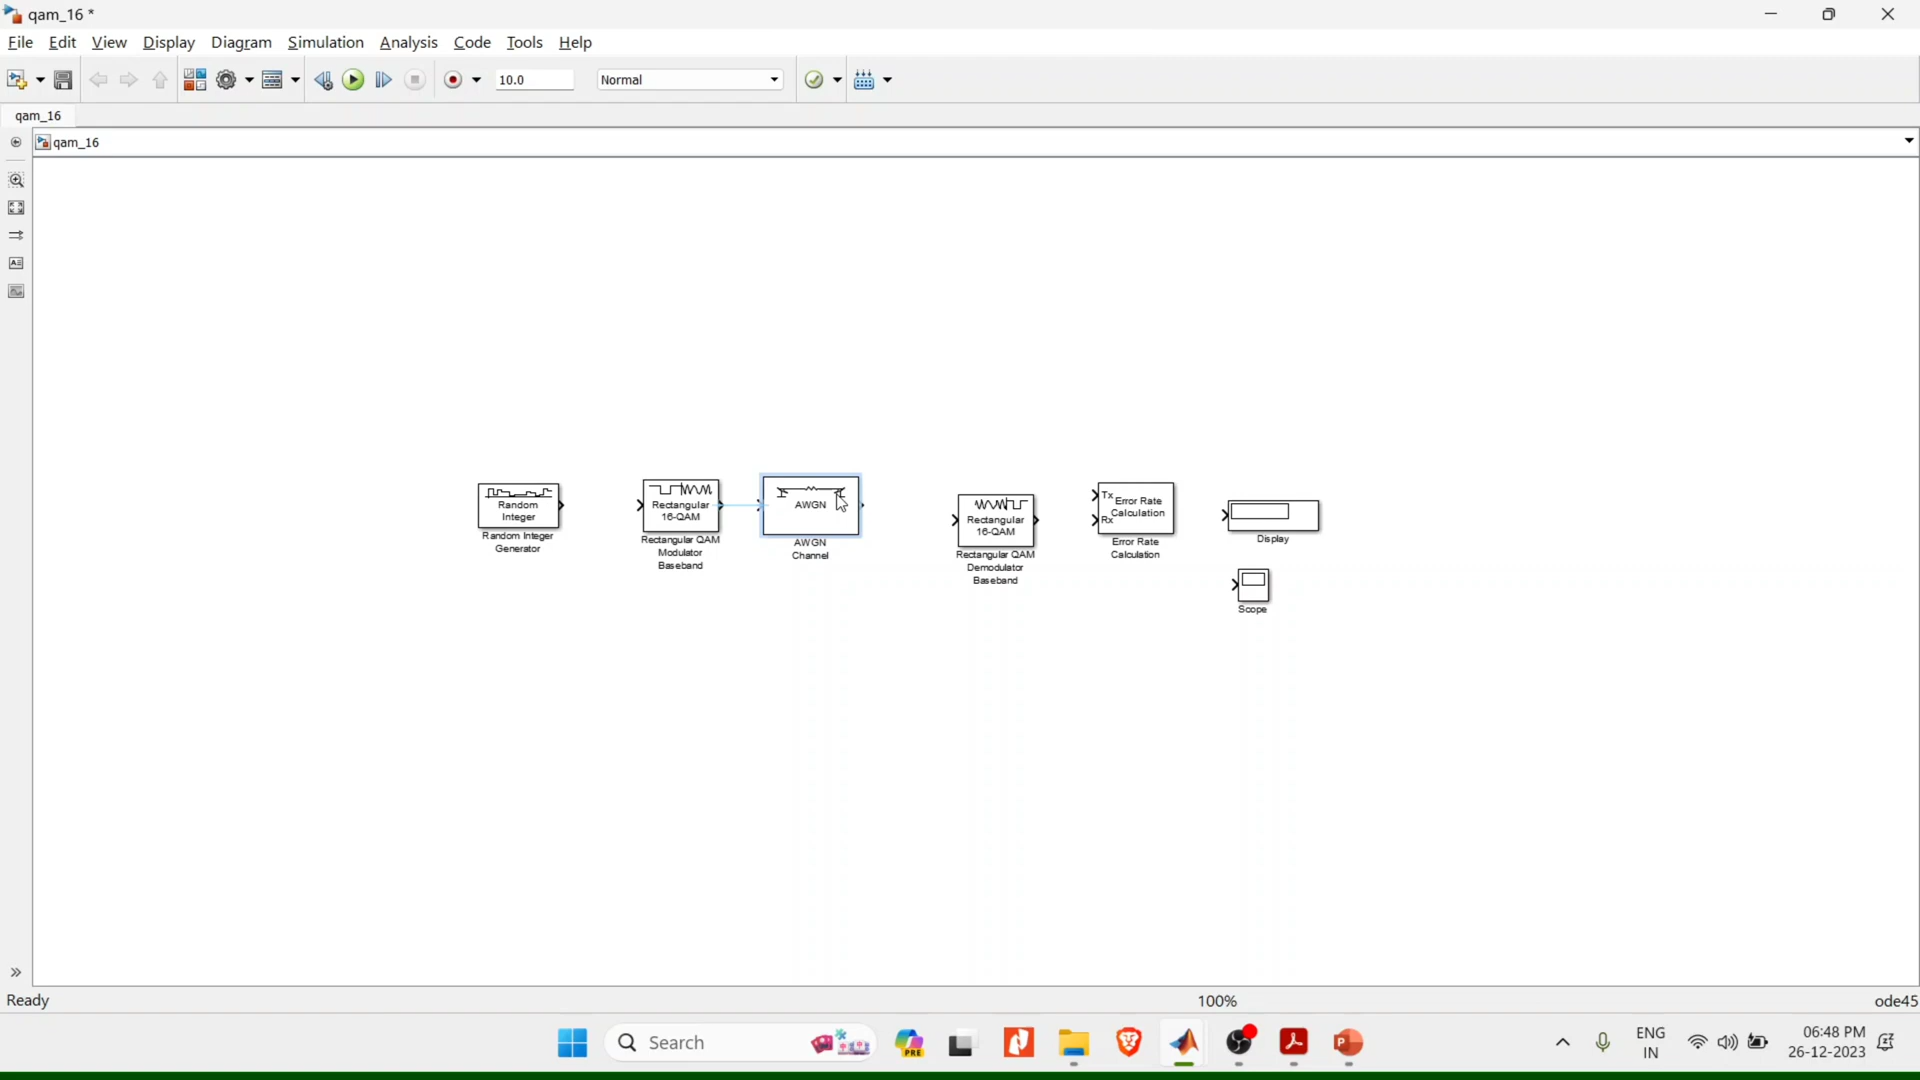 qam_16 *
File Edit View Display Diagram Simulation Analysis Code Tools Help
10.0 Normal
qam_16
qam_16
Random
Integer
Random Integer
Generator
Rectangular
16-QAM
Rectangular QAM
Modulator
Baseband
AWGN
AWGN
Channel
Rectangular
16-QAM
Rectangular QAM
Demodulator
Baseband
Tx
Rx
Error Rate
Calculation
Error Rate
Calculation
Display
Scope
Ready 100% ode45
Search
PRE
ENG
IN
06:48 PM
26-12-2023